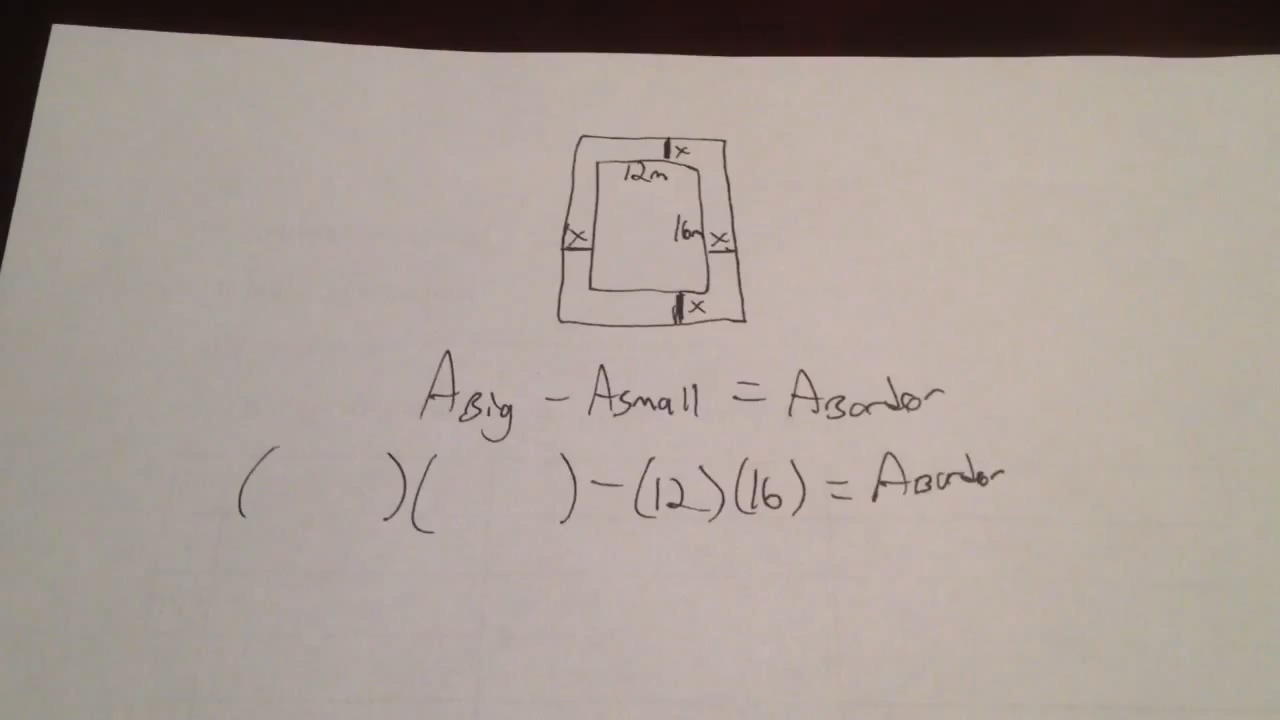 x
12m
16m
x
x
x
ABig - Asmall = ABorder
( )( ) - (12)(16) = ABorder